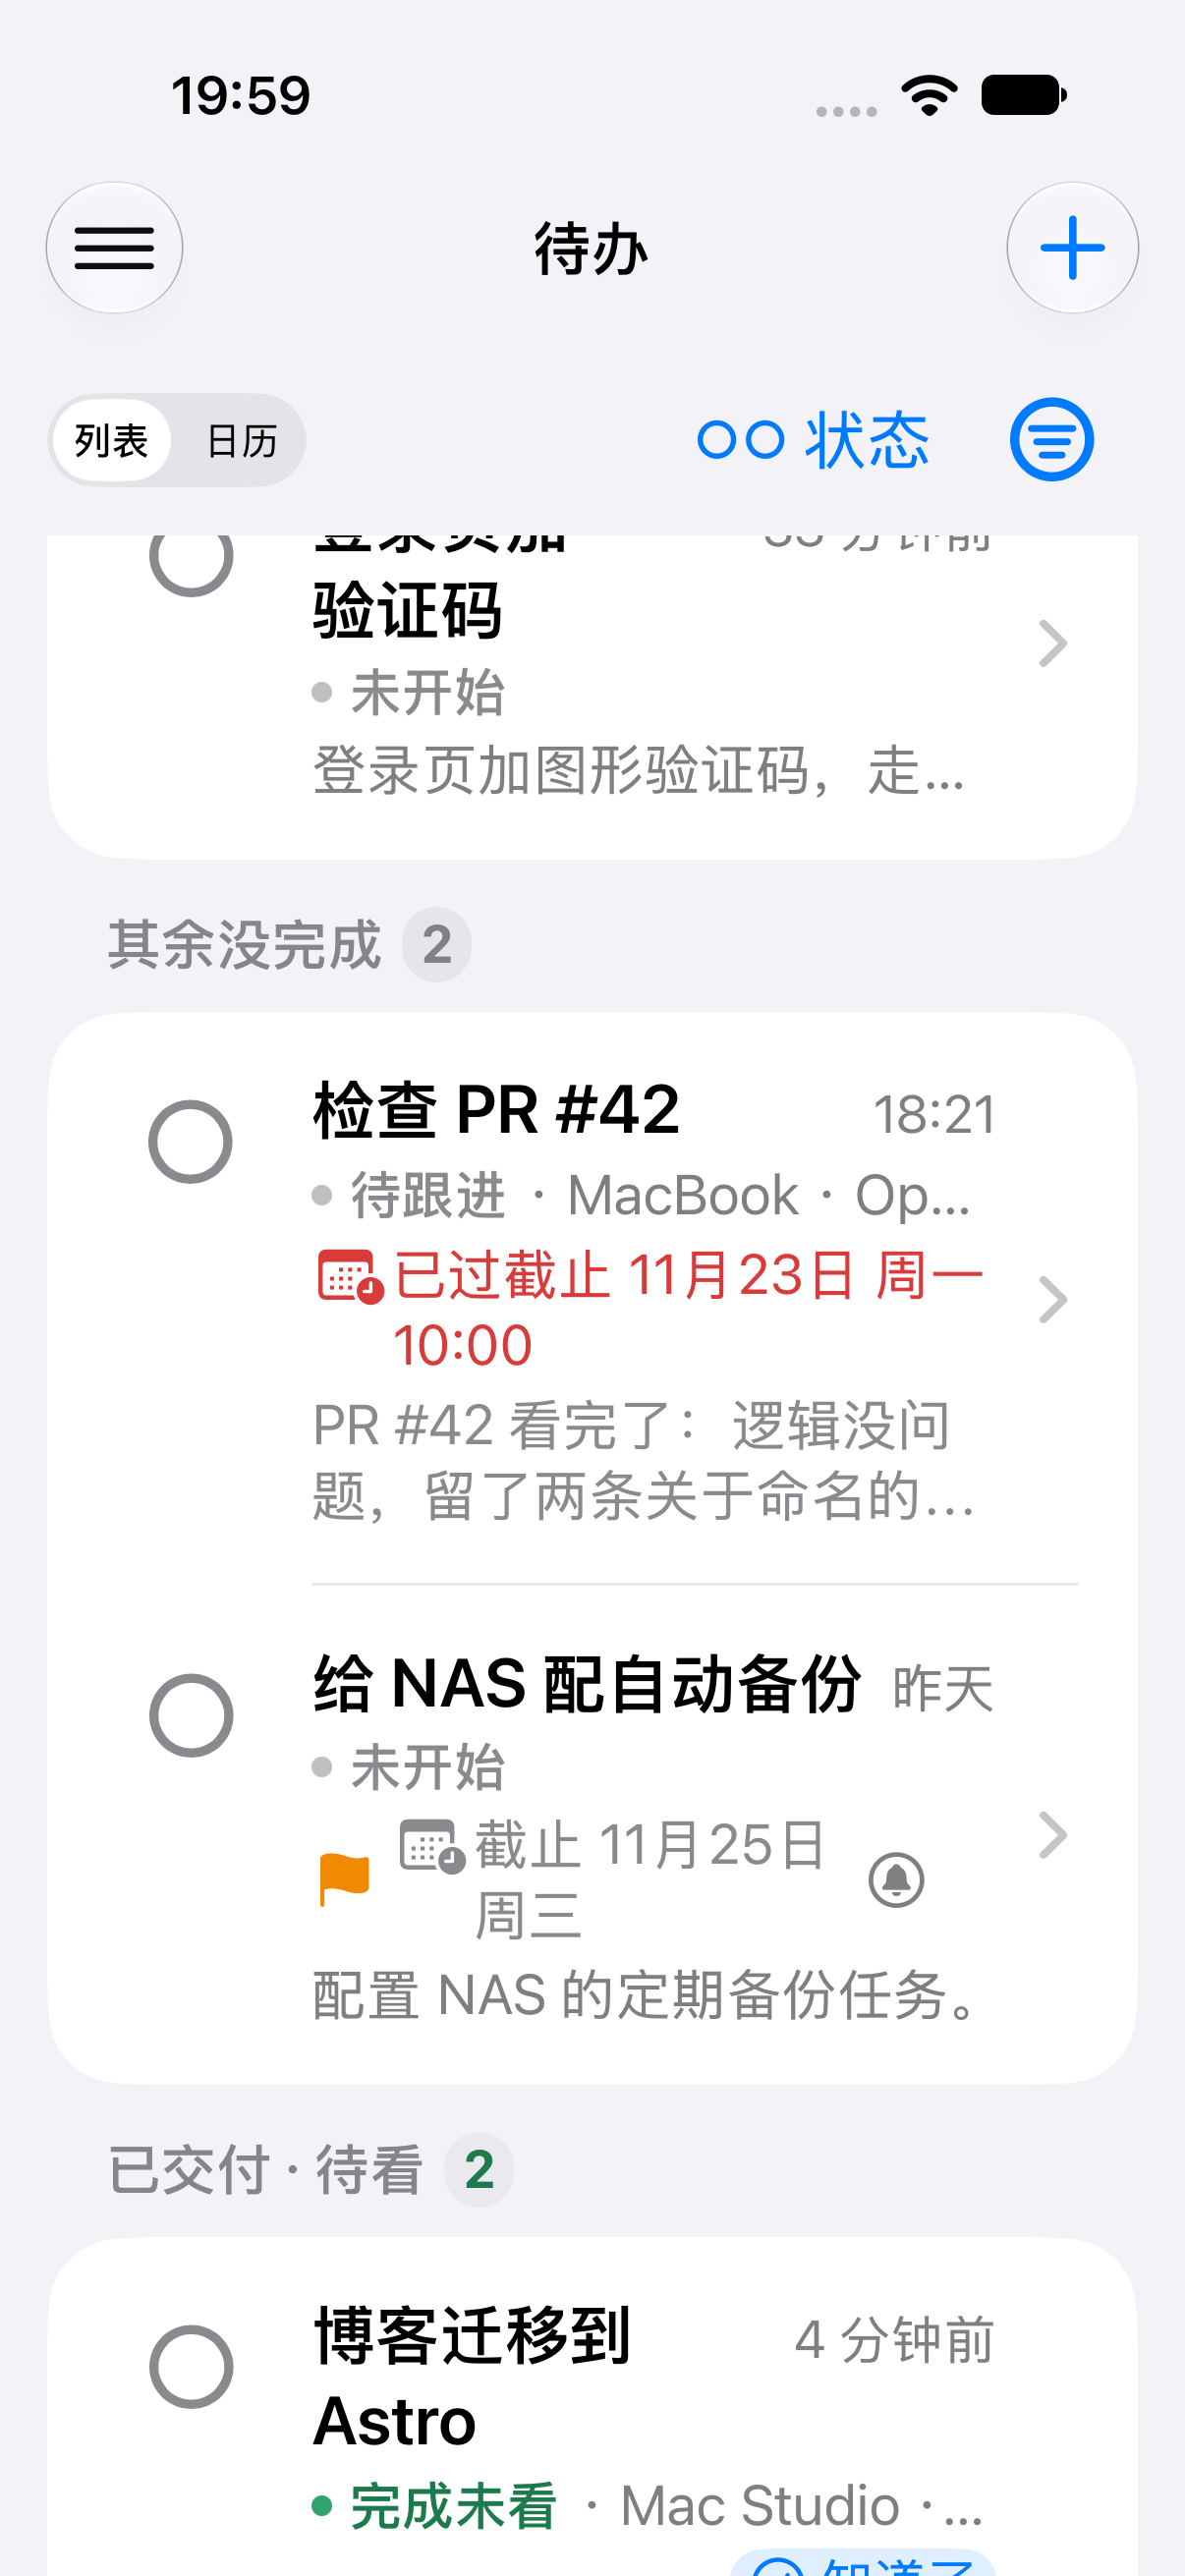 19:59
待办
列表 日历 状态
验证码
未开始
登录页加图形验证码，走...
其余没完成 2
检查 PR #42 18:21
待跟进 · MacBook · Op...
已过截止 11月23日 周一
10:00
PR #42 看完了：逻辑没问
题，留了两条关于命名的...
给 NAS 配自动备份 昨天
未开始
截止 11月25日
周三
配置 NAS 的定期备份任务。
已交付 · 待看 2
博客迁移到 4 分钟前
Astro
完成未看 · Mac Studio ·...
知道了